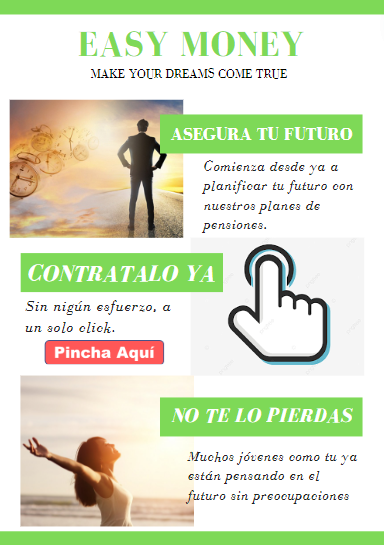 EASY MONEY
MAKE YOUR DREAMS COME TRUE
ASEGURA TU FUTURO
Comienza desde ya a
planificar tu futuro con
nuestros planes de
pensiones.
CONTRATALO YA
Sin nigún esfuerzo, a
un solo click.
Pincha Aquí
NO TE LO PIERDAS
Muchos jóvenes como tu ya
están pensando en el
futuro sin preocupaciones